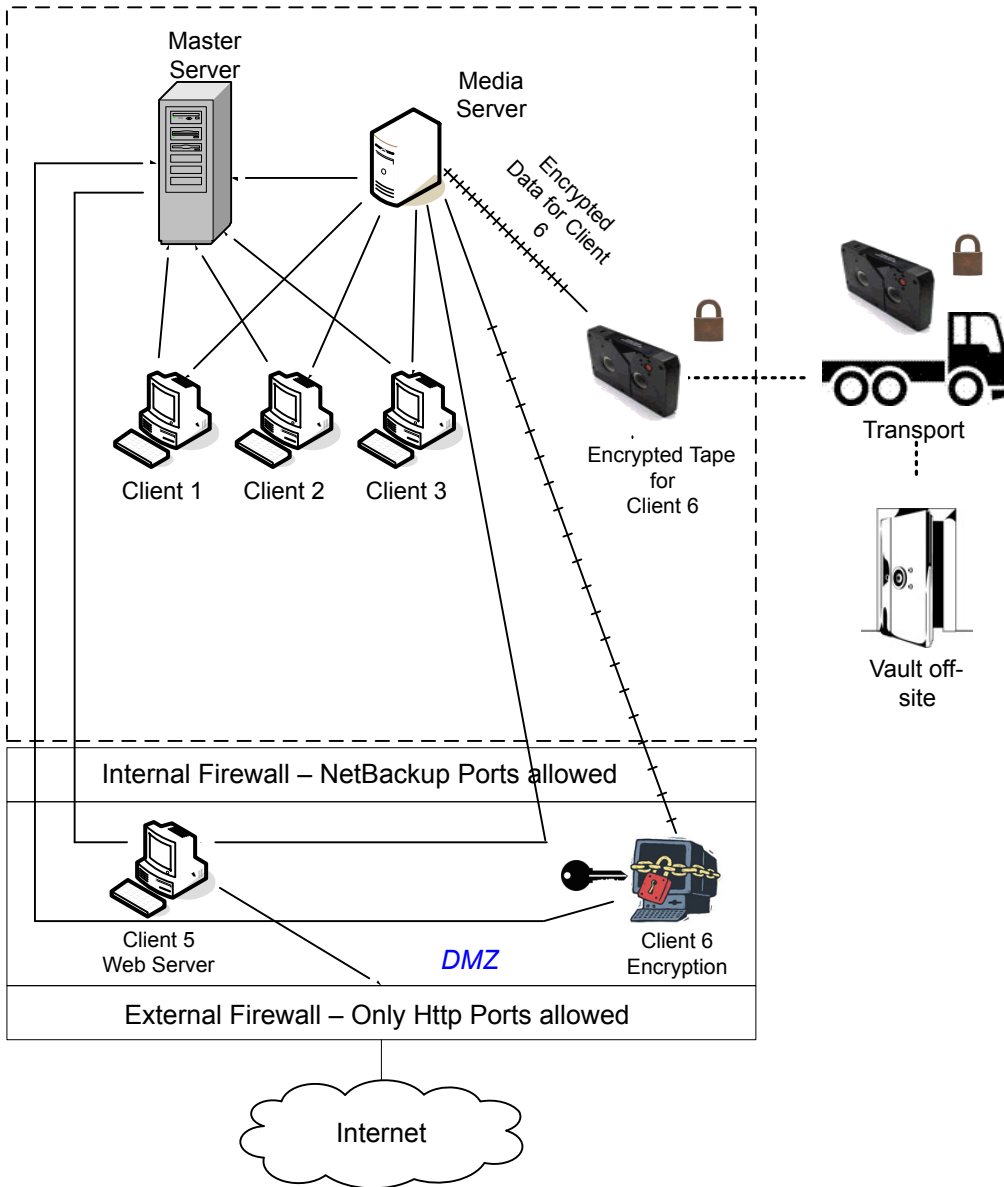 Master
Server
Media
Server
Encrypted
Data for Client
6
Client 1
Client 2
Client 3
Encrypted Tape
for
Client 6
Transport
Vault off-
site
Internal Firewall – NetBackup Ports allowed
Client 5
Web Server
DMZ
Client 6
Encryption
External Firewall – Only Http Ports allowed
Internet